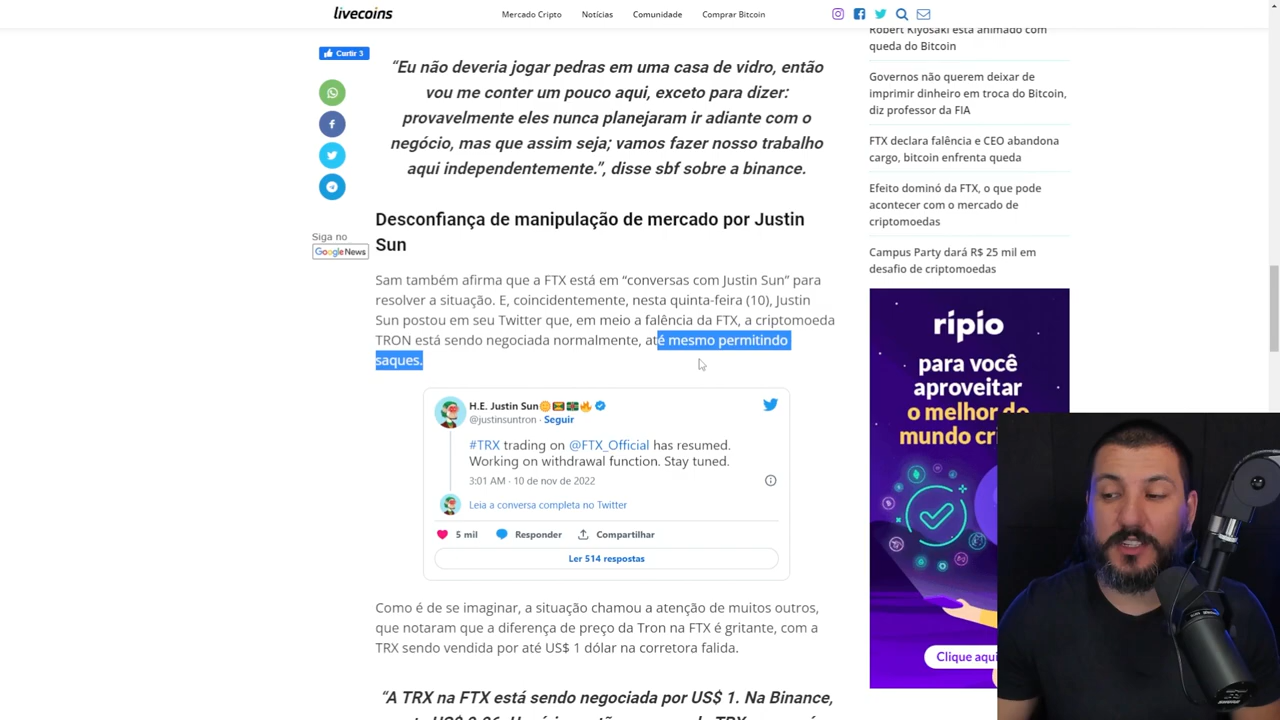 livecoins
Mercado Cripto
Notícias
Comunidade
Comprar Bitcoin
Curtir 3
Siga no
Google News
“Eu não deveria jogar pedras em uma casa de vidro, então
vou me conter um pouco aqui, exceto para dizer:
provavelmente eles nunca planejaram ir adiante com o
negócio, mas que assim seja; vamos fazer nosso trabalho
aqui independentemente.”, disse sbf sobre a binance.
Desconfiança de manipulação de mercado por Justin
Sun
Sam também afirma que a FTX está em “conversas com Justin Sun” para
resolver a situação. E, coincidentemente, nesta quinta-feira (10), Justin
Sun postou em seu Twitter que, em meio a falência da FTX, a criptomoeda
TRON está sendo negociada normalmente, até mesmo permitindo
saques.
H.E. Justin Sun
@justinsuntron · Seguir
#TRX trading on @FTX_Official has resumed.
Working on withdrawal function. Stay tuned.
3:01 AM · 10 de nov de 2022
Leia a conversa completa no Twitter
5 mil
Responder
Compartilhar
Ler 514 respostas
Como é de se imaginar, a situação chamou a atenção de muitos outros,
que notaram que a diferença de preço da Tron na FTX é gritante, com a
TRX sendo vendida por até US$ 1 dólar na corretora falida.
“A TRX na FTX está sendo negociada por US$ 1. Na Binance,
Robert Kiyosaki está animado com
queda do Bitcoin
Governos não querem deixar de
imprimir dinheiro em troca do Bitcoin,
diz professor da FIA
FTX declara falência e CEO abandona
cargo, bitcoin enfrenta queda
Efeito dominó da FTX, o que pode
acontecer com o mercado de
criptomoedas
Campus Party dará R$ 25 mil em
desafio de criptomoedas
ripio
para você
aproveitar
o melhor do
mundo cri
Clique aqui